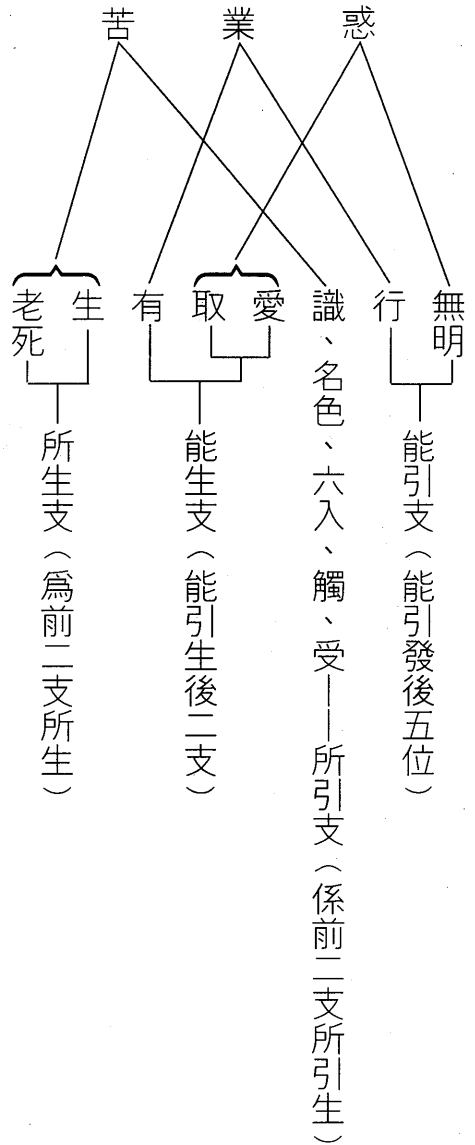 惑
業
苦
無明
行
能引支（能引發後五位）
識、名色、六入、觸、受——所引支（係前二支所引生）
愛
取
有
能生支（能引生後二支）
生
老死
所生支（爲前二支所生）